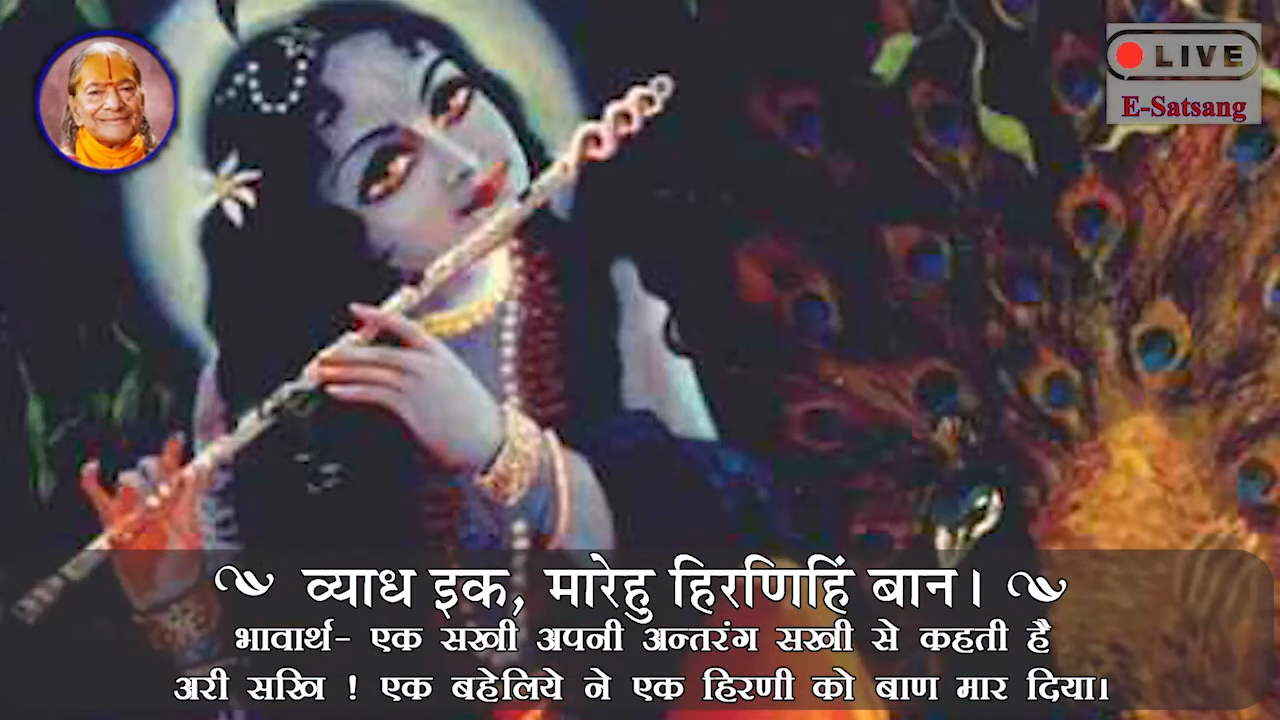 LIVE
E-Satsang
व्याध इक, मारेहु हिरणिहिं बान।
भावार्थ- एक सखी अपनी अन्तरंग सखी से कहती है
अरी सखि ! एक बहेलिये ने एक हिरणी को बाण मार दिया।